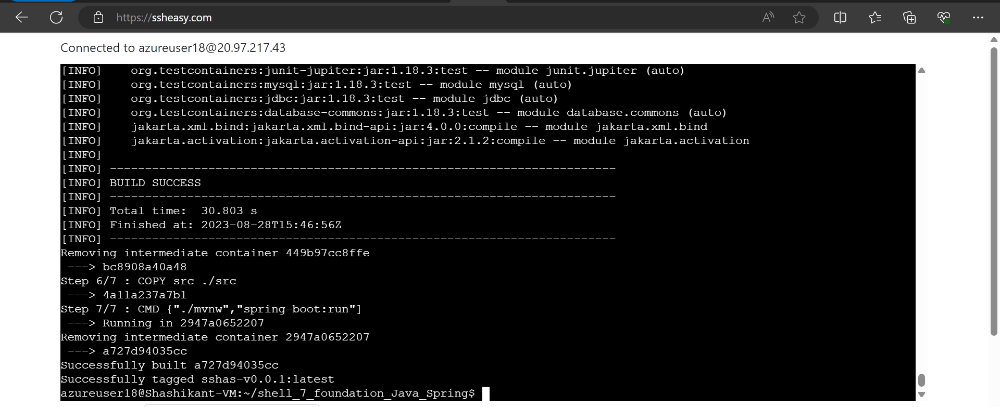 https://ssheasy.com
Connected to azureuser18@20.97.217.43
[INFO]    org.testcontainers:junit-jupiter:jar:1.18.3:test -- module junit.jupiter (auto)
[INFO]    org.testcontainers:mysql:jar:1.18.3:test -- module mysql (auto)
[INFO]    org.testcontainers:jdbc:jar:1.18.3:test -- module jdbc (auto)
[INFO]    org.testcontainers:database-commons:jar:1.18.3:test -- module database.commons (auto)
[INFO]    jakarta.xml.bind:jakarta.xml.bind-api:jar:4.0.0:compile -- module jakarta.xml.bind
[INFO]    jakarta.activation:jakarta.activation-api:jar:2.1.2:compile -- module jakarta.activation
[INFO]
[INFO] ------------------------------------------------------------------------
[INFO] BUILD SUCCESS
[INFO] ------------------------------------------------------------------------
[INFO] Total time:  30.803 s
[INFO] Finished at: 2023-08-28T15:46:56Z
[INFO] ------------------------------------------------------------------------
Removing intermediate container 449b97cc8ffe
 ---> bc8908a40a48
Step 6/7 : COPY src ./src
 ---> 4a11a237a7b1
Step 7/7 : CMD {"./mvnw","spring-boot:run"]
 ---> Running in 2947a0652207
Removing intermediate container 2947a0652207
 ---> a727d94035cc
Successfully built a727d94035cc
Successfully tagged sshas-v0.0.1:latest
azureuser18@Shashikant-VM:~/shell_7_foundation_Java_Spring$